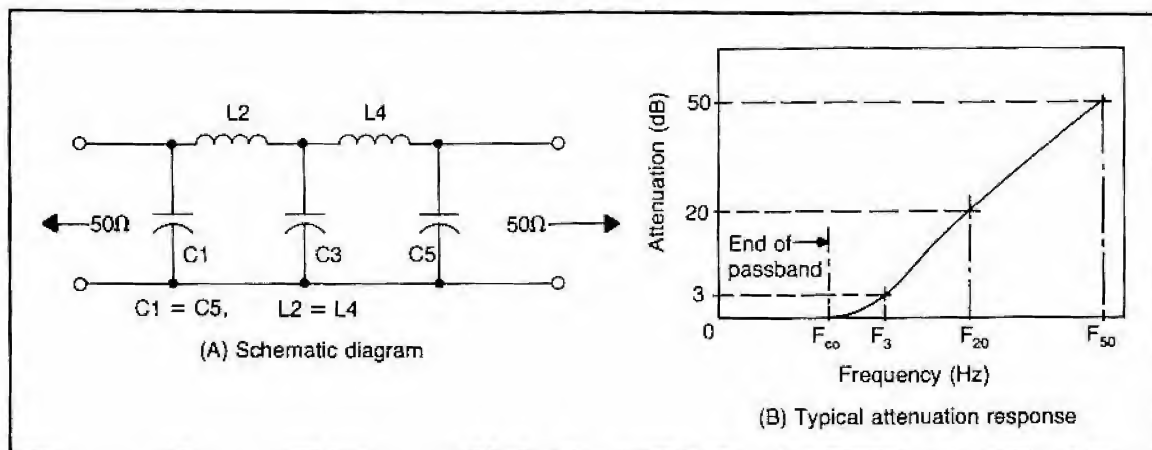 L2
L4
50Ω
50Ω
C1
C3
C5
C1 = C5, L2 = L4
(A) Schematic diagram
Attenuation (dB)
50
20
3
0
End of
passband
Fco
F3
F20
F50
Frequency (Hz)
(B) Typical attenuation response